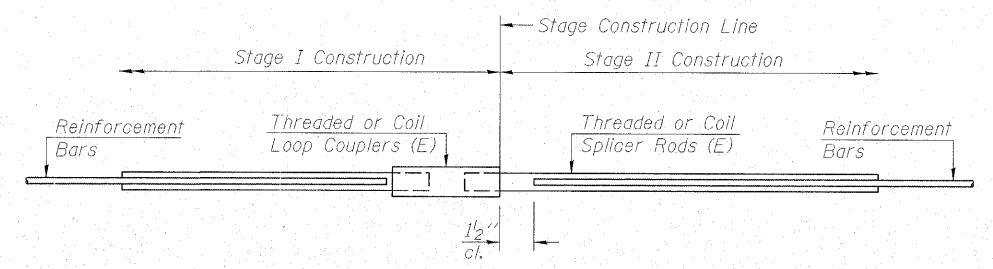 Stage Construction Line
Stage I Construction
Stage II Construction
Reinforcement
Bars
Threaded or Coil
Loop Couplers (E)
Threaded or Coil
Splicer Rods (E)
Reinforcement
Bars
1½"
cl.